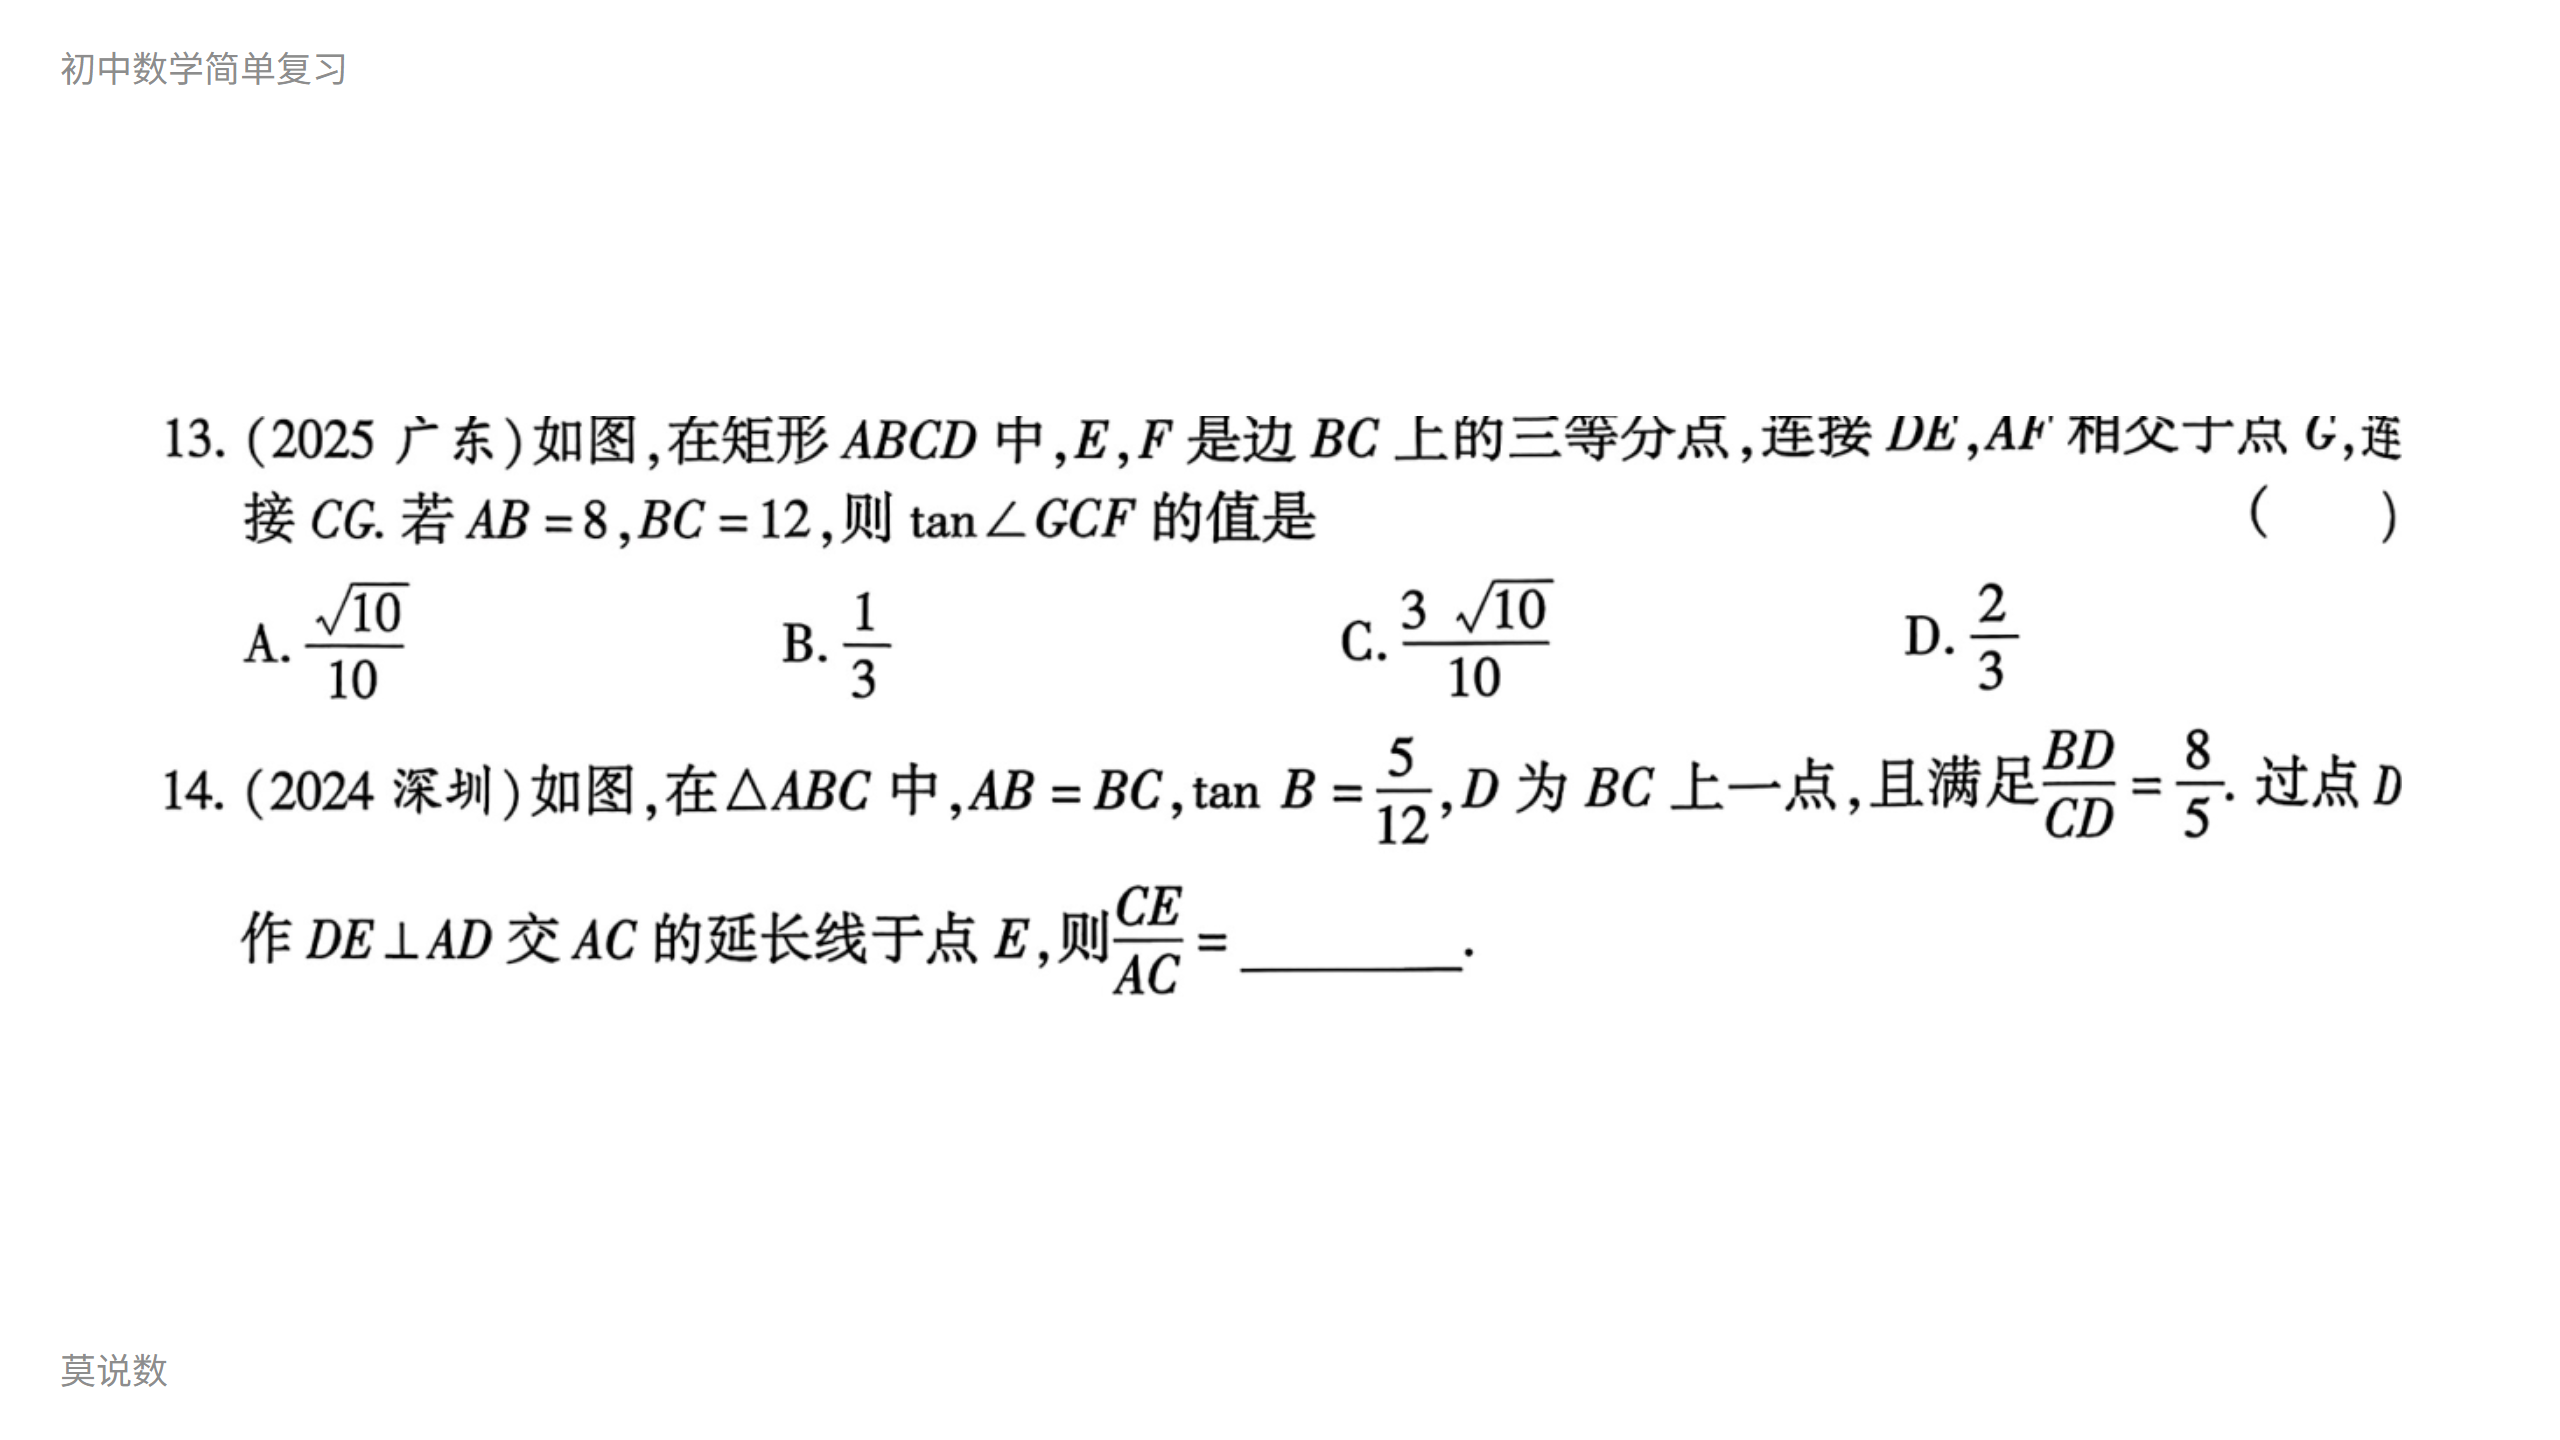 初中数学简单复习
13. (2025 广东)如图,在矩形 ABCD 中,E,F 是边 BC 上的三等分点,连接 DE,AF 相交于点 G,连
接 CG. 若 AB = 8,BC = 12,则 tan∠GCF 的值是 ( )
A. √10/10 B. 1/3 C. 3√10/10 D. 2/3
14. (2024 深圳)如图,在△ABC 中,AB = BC,tan B = 5/12,D 为 BC 上一点,且满足 BD/CD = 8/5. 过点 D
作 DE⊥AD 交 AC 的延长线于点 E,则 CE/AC = ______.
莫说数